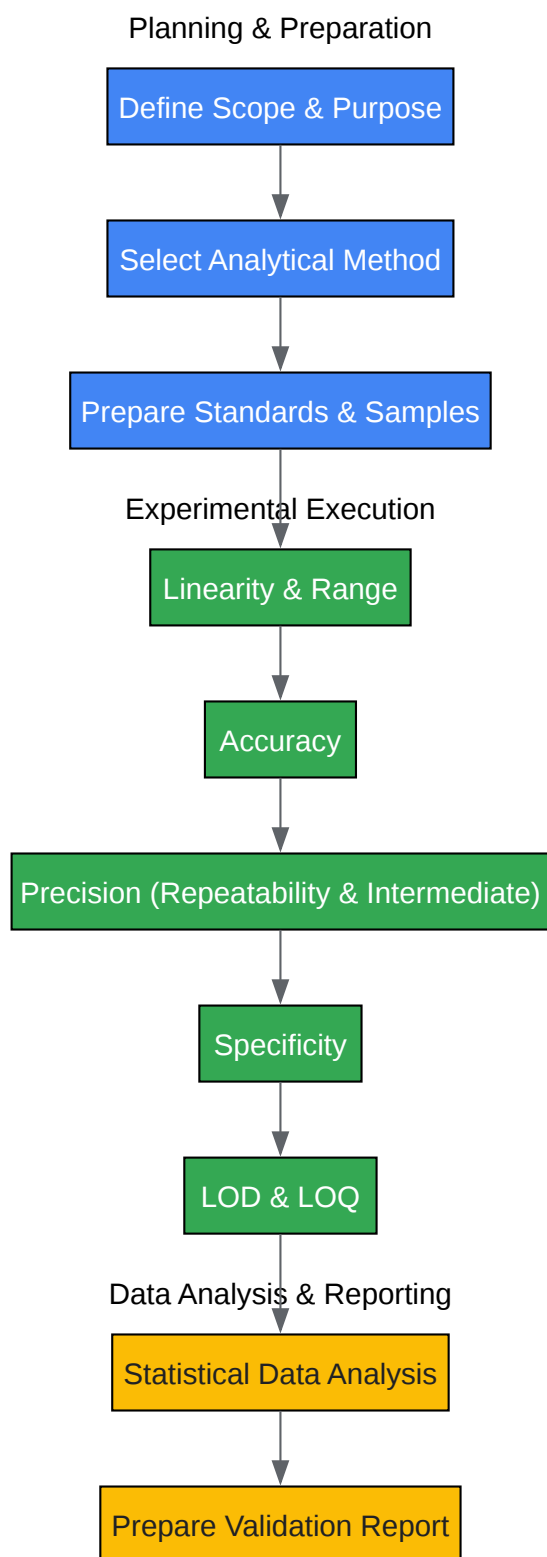 Planning & Preparation
Define Scope & Purpose
Select Analytical Method
Prepare Standards & Samples
Experimental Execution
Linearity & Range
Accuracy
Precision (Repeatability & Intermediate)
Specificity
LOD & LOQ
Data Analysis & Reporting
Statistical Data Analysis
Prepare Validation Report